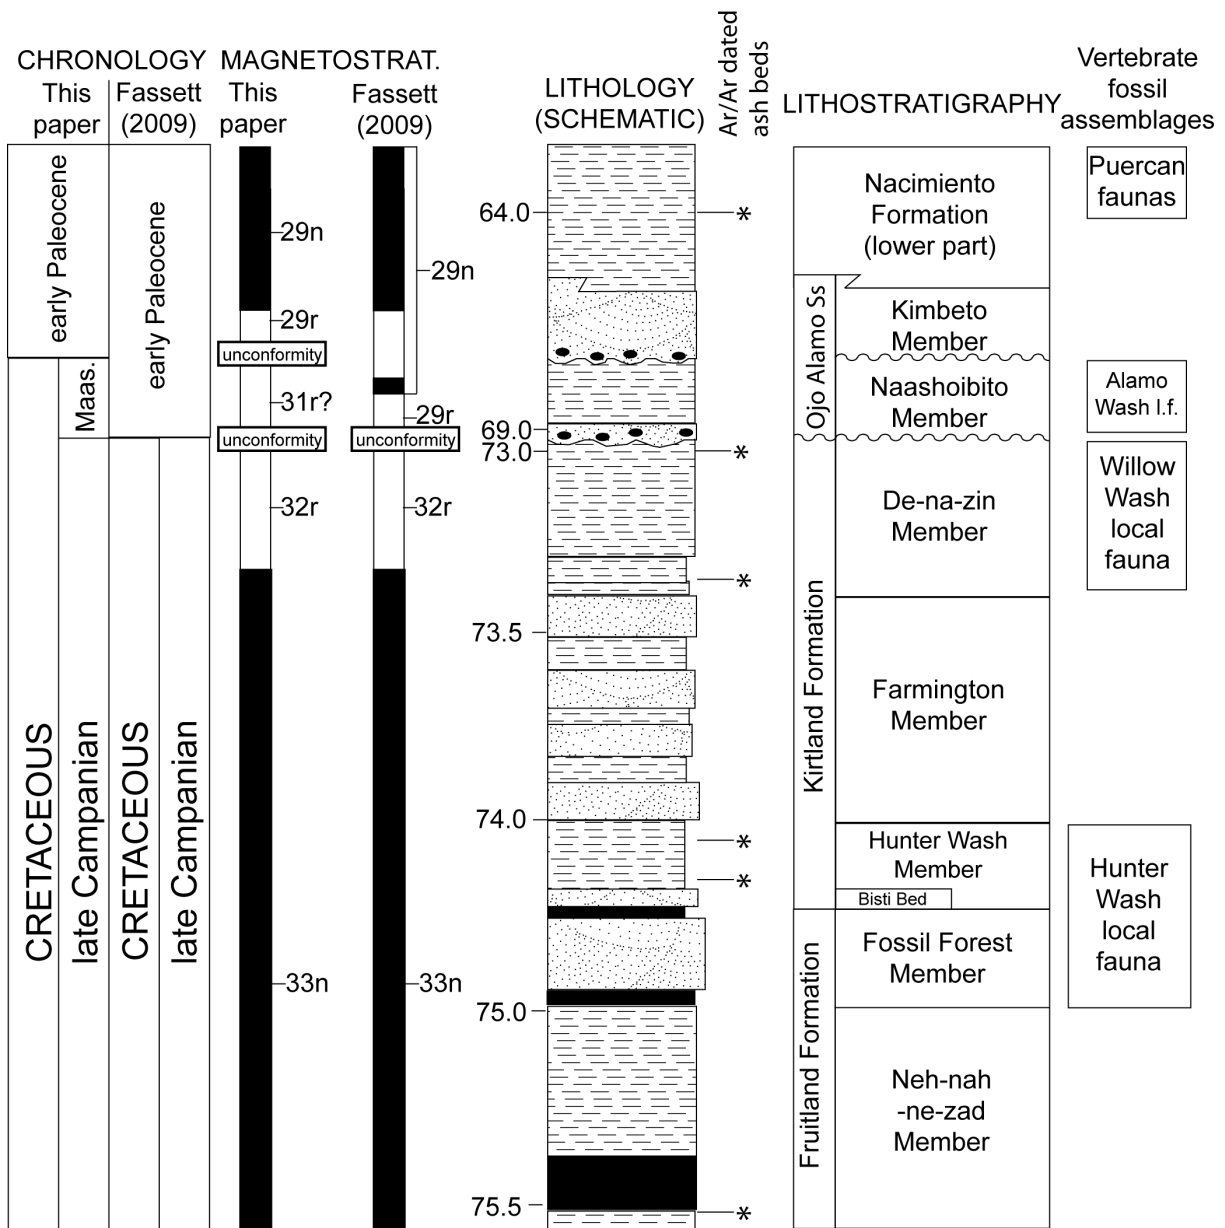 CHRONOLOGY
MAGNETOSTRAT.
This
paper
Fassett
(2009)
This
paper
Fassett
(2009)
LITHOLOGY
(SCHEMATIC)
Ar/Ar dated
ash beds
LITHOSTRATIGRAPHY
Vertebrate
fossil
assemblages
early Paleocene
Maas.
early Paleocene
CRETACEOUS
late Campanian
CRETACEOUS
late Campanian
29n
29r
unconformity
31r?
unconformity
32r
33n
29n
29r
unconformity
32r
33n
64.0
69.0
73.0
73.5
74.0
75.0
75.5
*
*
*
*
*
*
Nacimiento
Formation
(lower part)
Ojo Alamo Ss
Kimbeto
Member
Naashoibito
Member
Kirtland Formation
De-na-zin
Member
Farmington
Member
Hunter Wash
Member
Bisti Bed
Fruitland Formation
Fossil Forest
Member
Neh-nah
-ne-zad
Member
Puercan
faunas
Alamo
Wash l.f.
Willow
Wash
local
fauna
Hunter
Wash
local
fauna